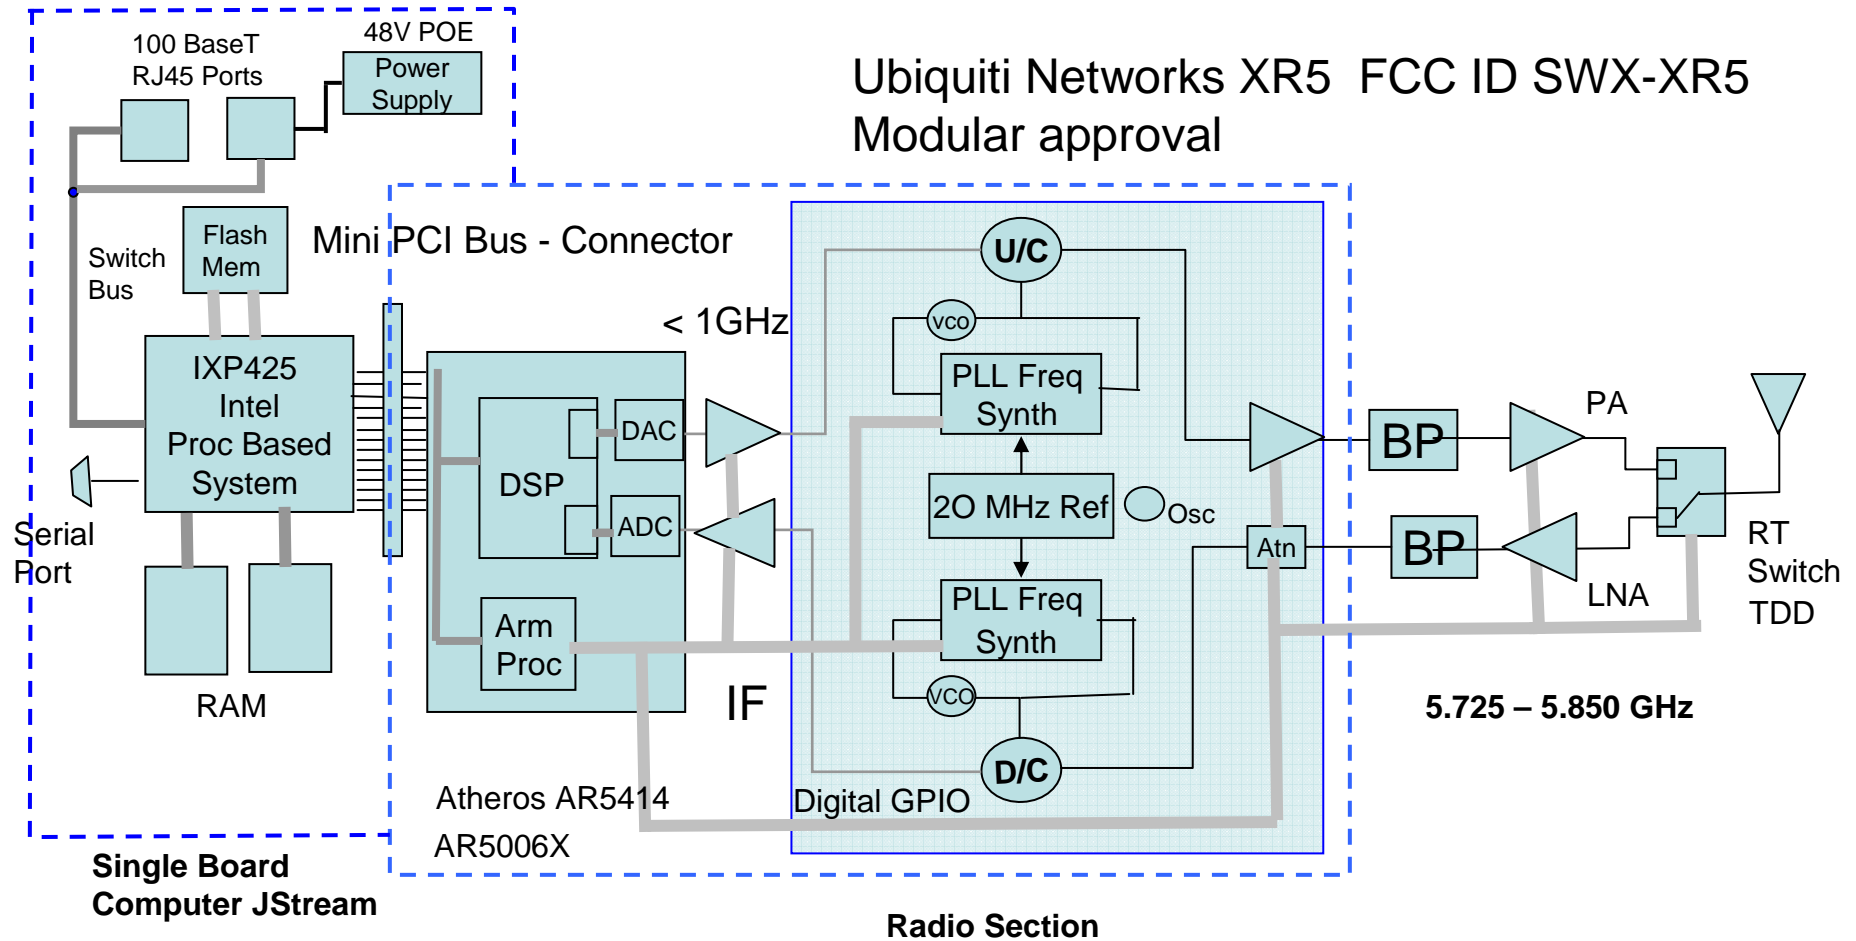 100 BaseT
RJ45 Ports
48V POE
Power
Supply
Ubiquiti Networks XR5 FCC ID SWX-XR5
Modular approval
Flash
Mem
Switch
Bus
Mini PCI Bus - Connector
< 1GHz
U/C
vco
IXP425
Intel
Proc Based
System
Serial
Port
RAM
DSP
DAC
ADC
Arm
Proc
PLL Freq
Synth
2O MHz Ref
Osc
PLL Freq
Synth
VCO
D/C
IF
Atn
BP
BP
PA
LNA
RT
Switch
TDD
5.725 – 5.850 GHz
Atheros AR5414
AR5006X
Digital GPIO
Single Board
Computer JStream
Radio Section